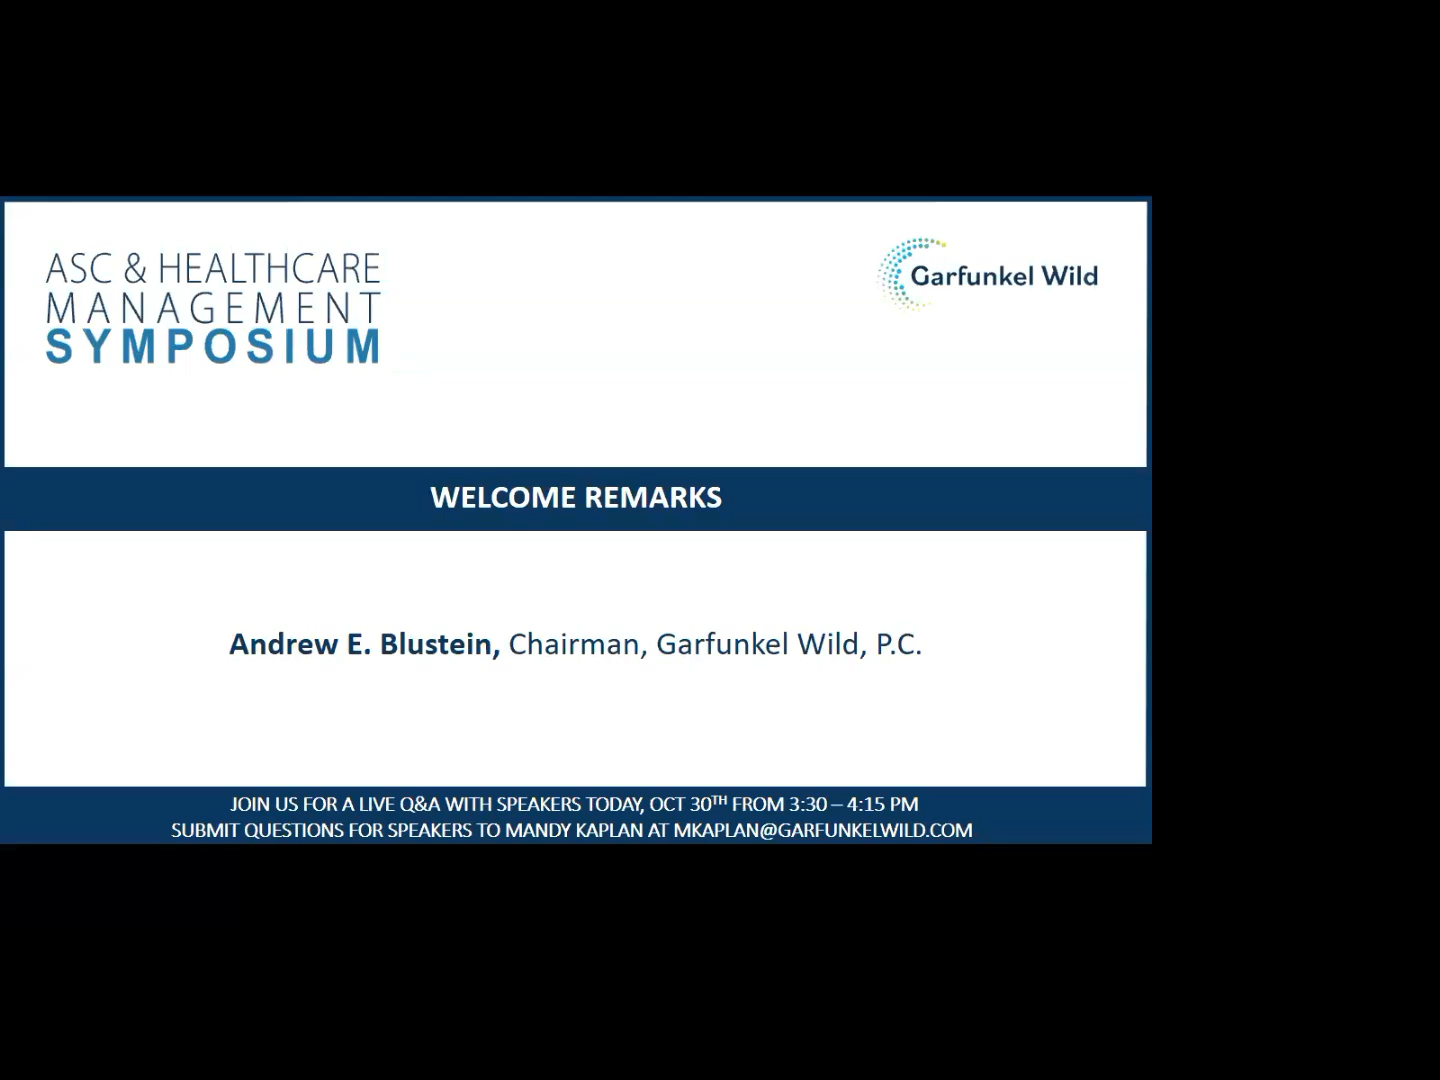 ASC & HEALTHCARE
MANAGEMENT
SYMPOSIUM
Garfunkel Wild
WELCOME REMARKS
Andrew E. Blustein, Chairman, Garfunkel Wild, P.C.
JOIN US FOR A LIVE Q&A WITH SPEAKERS TODAY, OCT 30TH FROM 3:30 – 4:15 PM
SUBMIT QUESTIONS FOR SPEAKERS TO MANDY KAPLAN AT MKAPLAN@GARFUNKELWILD.COM